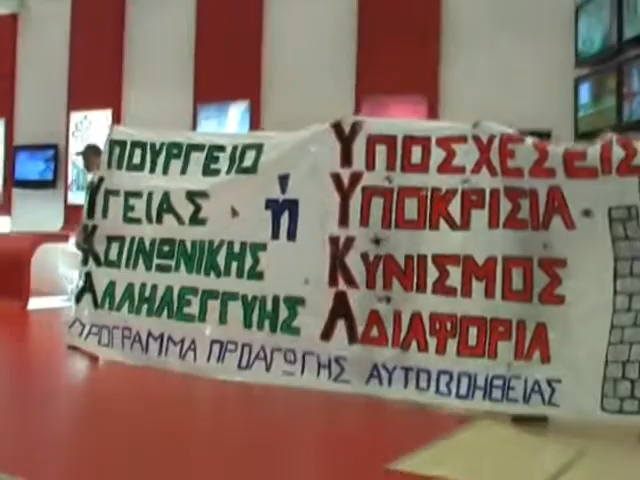 ΥΠΟΥΡΓΕΙΟ
ΥΓΕΙΑΣ
ΚΟΙΝΩΝΙΚΗΣ
ΑΛΛΗΛΕΓΓΥΗΣ
ή
ΥΠΟΣΧΕΣΕΙΣ
ΥΠΟΚΡΙΣΙΑ
ΚΥΝΙΣΜΟΣ
ΑΔΙΑΦΟΡΙΑ
ΠΡΟΓΡΑΜΜΑ ΠΡΟΑΓΩΓΗΣ ΑΥΤΟΒΟΗΘΕΙΑΣ